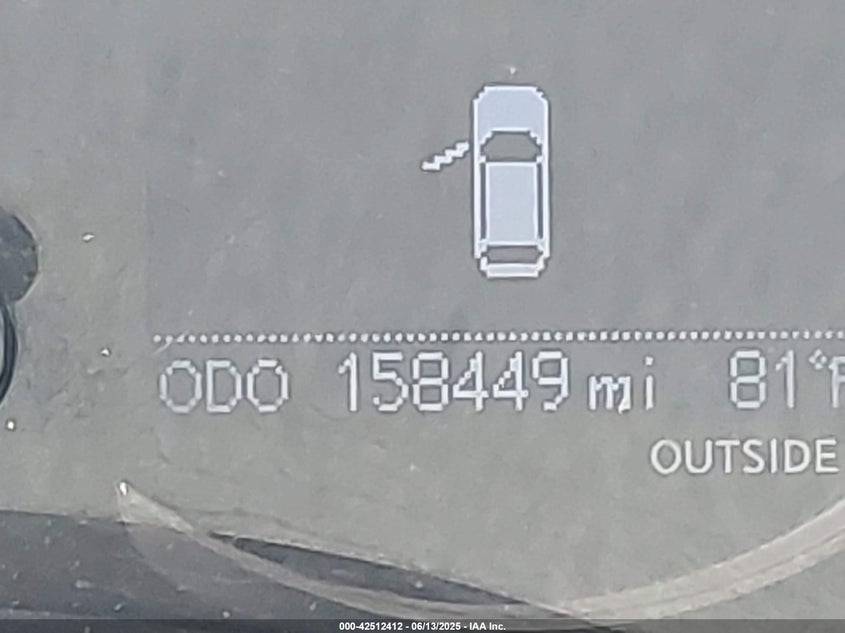 ODO 158449 mi 81°F
OUTSIDE
000-42512412 - 06/13/2025 - IAA Inc.